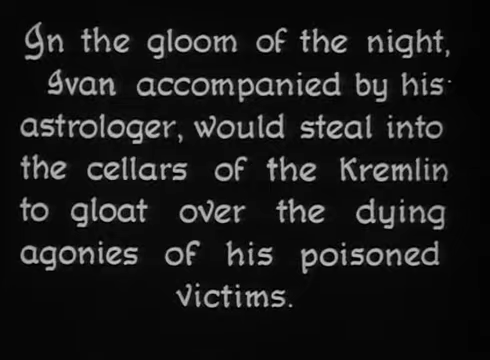 In the gloom of the night,
Ivan accompanied by his
astrologer, would steal into
the cellars of the Kremlin
to gloat over the dying
agonies of his poisoned
victims.